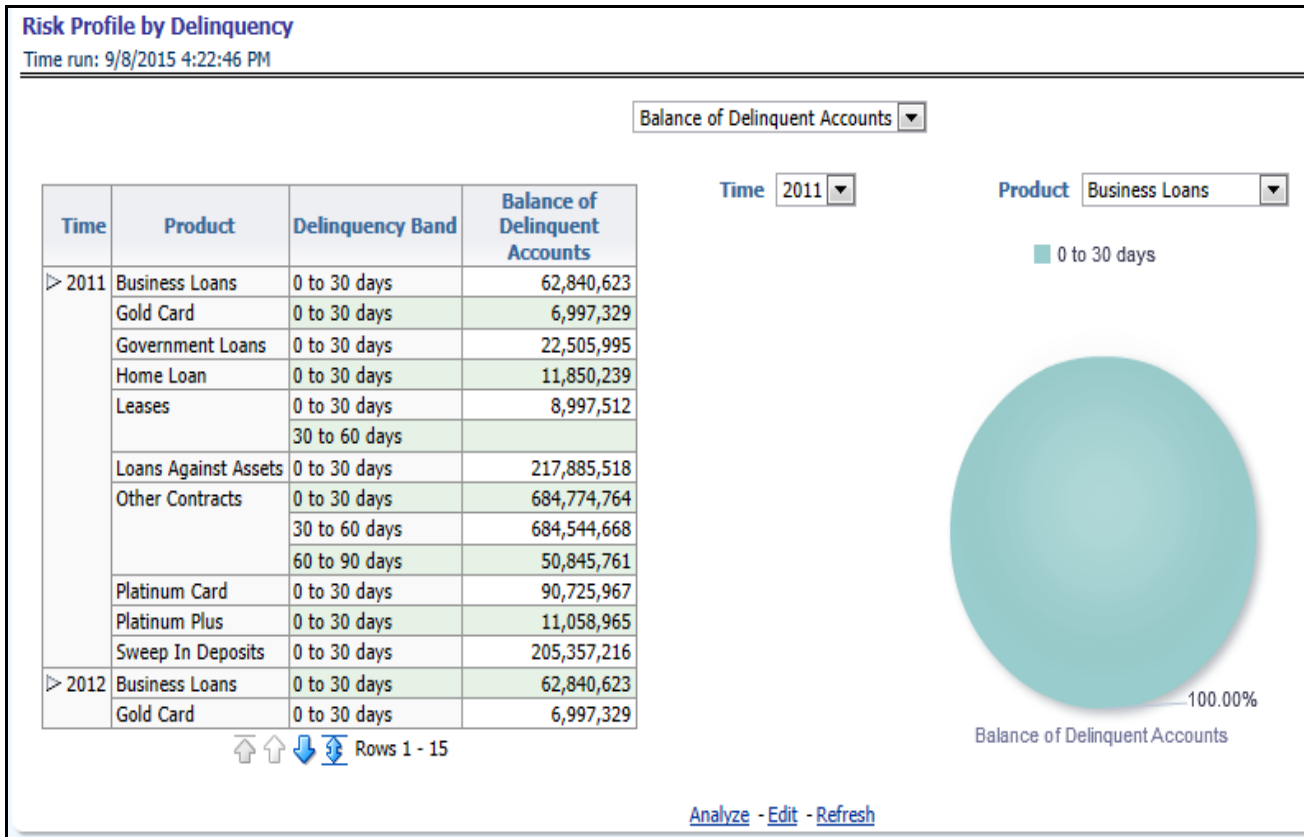 Risk Profile by Delinquency
Time run: 9/8/2015 4:22:46 PM
Balance of Delinquent Accounts
Time Product Delinquency Band Balance of Delinquent Accounts
2011 Business Loans 0 to 30 days 62,840,623
Gold Card 0 to 30 days 6,997,329
Government Loans 0 to 30 days 22,505,995
Home Loan 0 to 30 days 11,850,239
Leases 0 to 30 days 8,997,512
30 to 60 days
Loans Against Assets 0 to 30 days 217,885,518
Other Contracts 0 to 30 days 684,774,764
30 to 60 days 684,544,668
60 to 90 days 50,845,761
Platinum Card 0 to 30 days 90,725,967
Platinum Plus 0 to 30 days 11,058,965
Sweep In Deposits 0 to 30 days 205,357,216
2012 Business Loans 0 to 30 days 62,840,623
Gold Card 0 to 30 days 6,997,329
Rows 1 - 15
Time 2011 Product Business Loans
0 to 30 days
100.00%
Balance of Delinquent Accounts
Analyze - Edit - Refresh